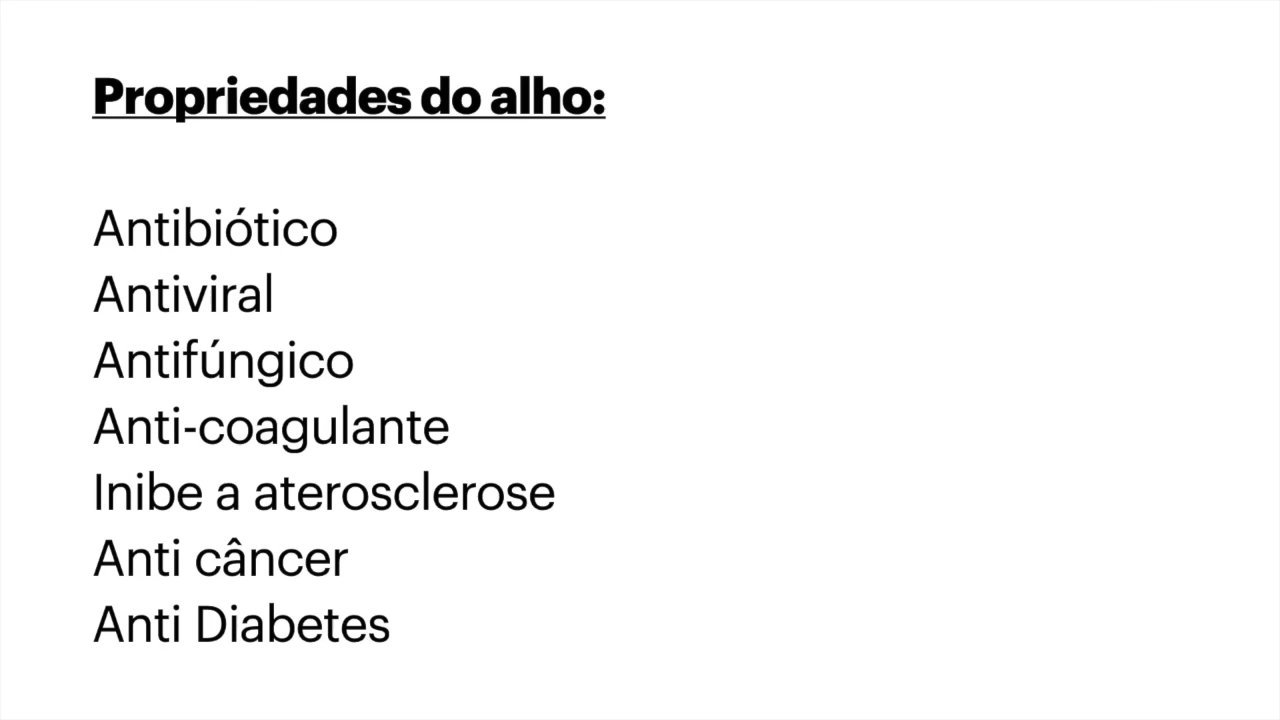 Propriedades do alho:
Antibiótico
Antiviral
Antifúngico
Anti-coagulante
Inibe a aterosclerose
Anti câncer
Anti Diabetes